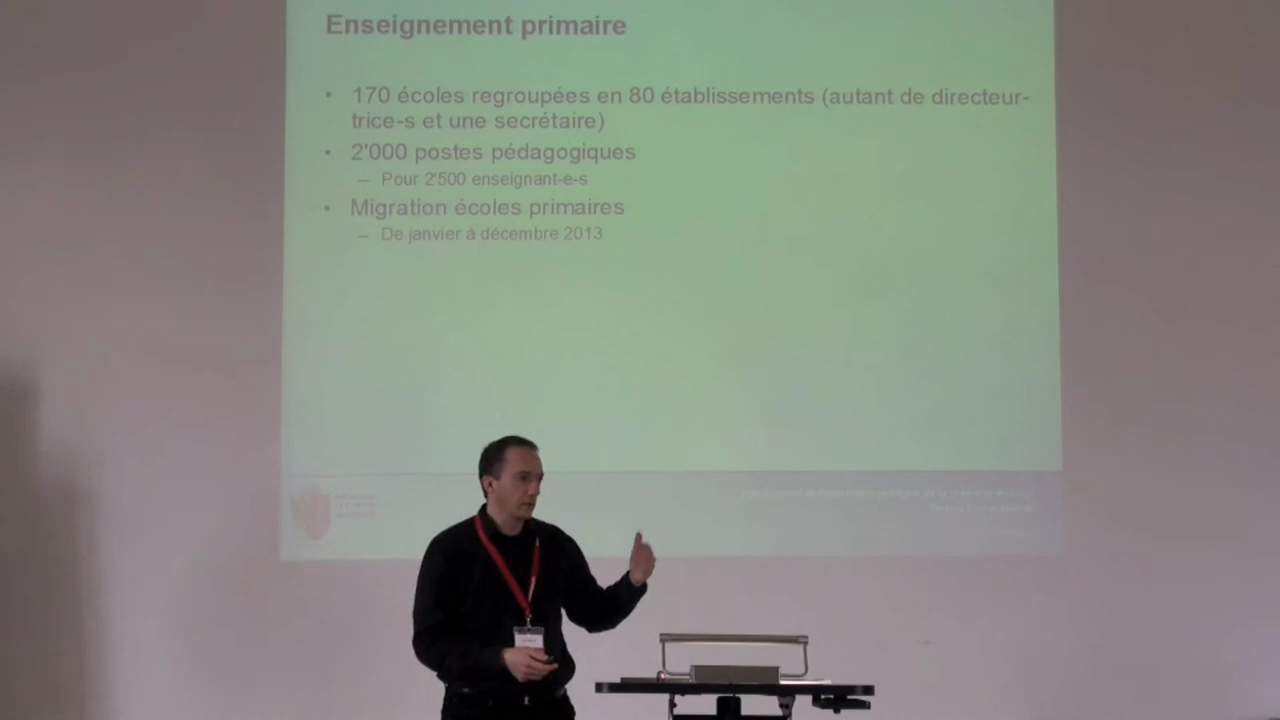 Enseignement primaire
• 170 écoles regroupées en 80 établissements (autant de directeur-
trice-s et une secrétaire)
• 2'000 postes pédagogiques
– Pour 2'500 enseignant-e-s
• Migration écoles primaires
– De janvier à décembre 2013